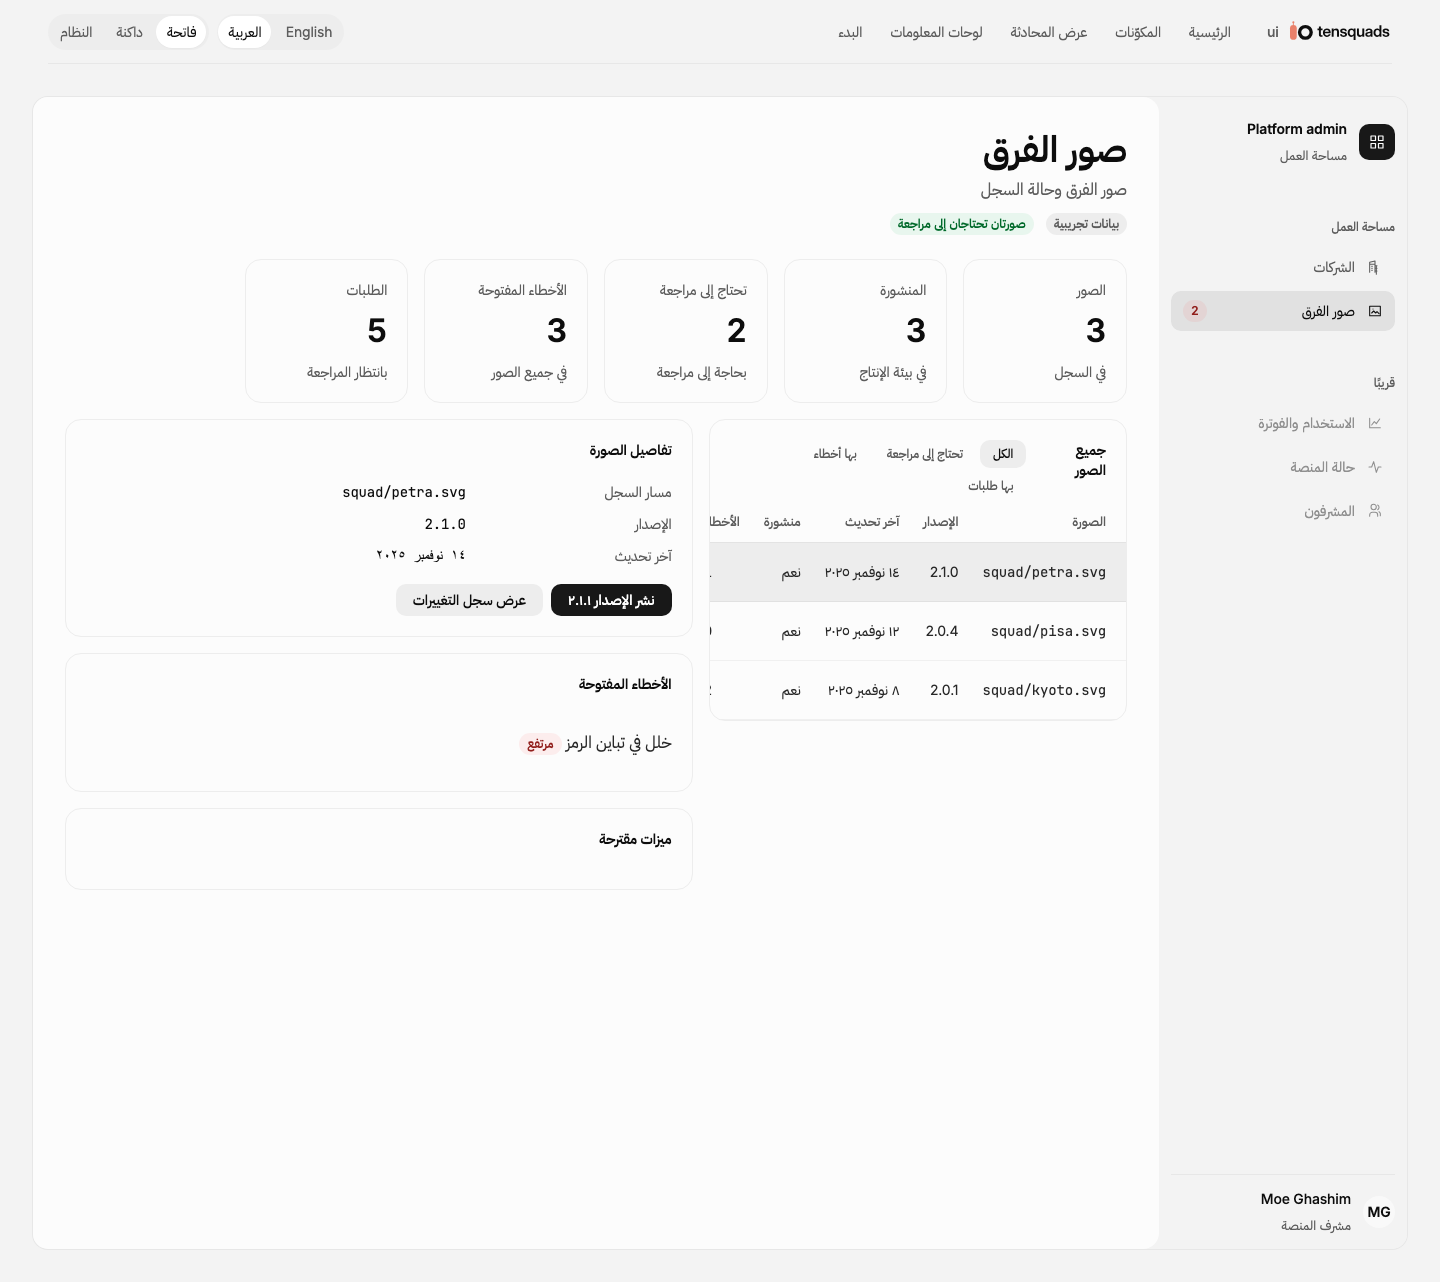 tensquads ui
الرئيسية
المكوّنات
عرض المحادثة
لوحات المعلومات
البدء
English
العربية
فاتحة
داكنة
النظام
Platform admin
مساحة العمل
مساحة العمل
الشركات
صور الفرق 2
قريبًا
الاستخدام والفوترة
حالة المنصة
المشرفون
MG Moe Ghashim
مشرف المنصة
صور الفرق
صور الفرق وحالة السجل
بيانات تجريبية صورتان تحتاجان إلى مراجعة
الصور
3
في السجل
المنشورة
3
في بيئة الإنتاج
تحتاج إلى مراجعة
2
بحاجة إلى مراجعة
الأخطاء المفتوحة
3
في جميع الصور
الطلبات
5
بانتظار المراجعة
جميع
الصور
الكل تحتاج إلى مراجعة بها أخطاء
بها طلبات
الصورة الإصدار آخر تحديث منشورة
squad/petra.svg 2.1.0 ١٤ نوفمبر ٢٠٢٥ نعم
squad/pisa.svg 2.0.4 ١٢ نوفمبر ٢٠٢٥ نعم
squad/kyoto.svg 2.0.1 ٨ نوفمبر ٢٠٢٥ نعم
تفاصيل الصورة
مسار السجل squad/petra.svg
الإصدار 2.1.0
آخر تحديث ١٤ نوفمبر ٢٠٢٥
نشر الإصدار ٢.١.١ عرض سجل التغييرات
الأخطاء المفتوحة
خلل في تباين الرمز مرتفع
ميزات مقترحة